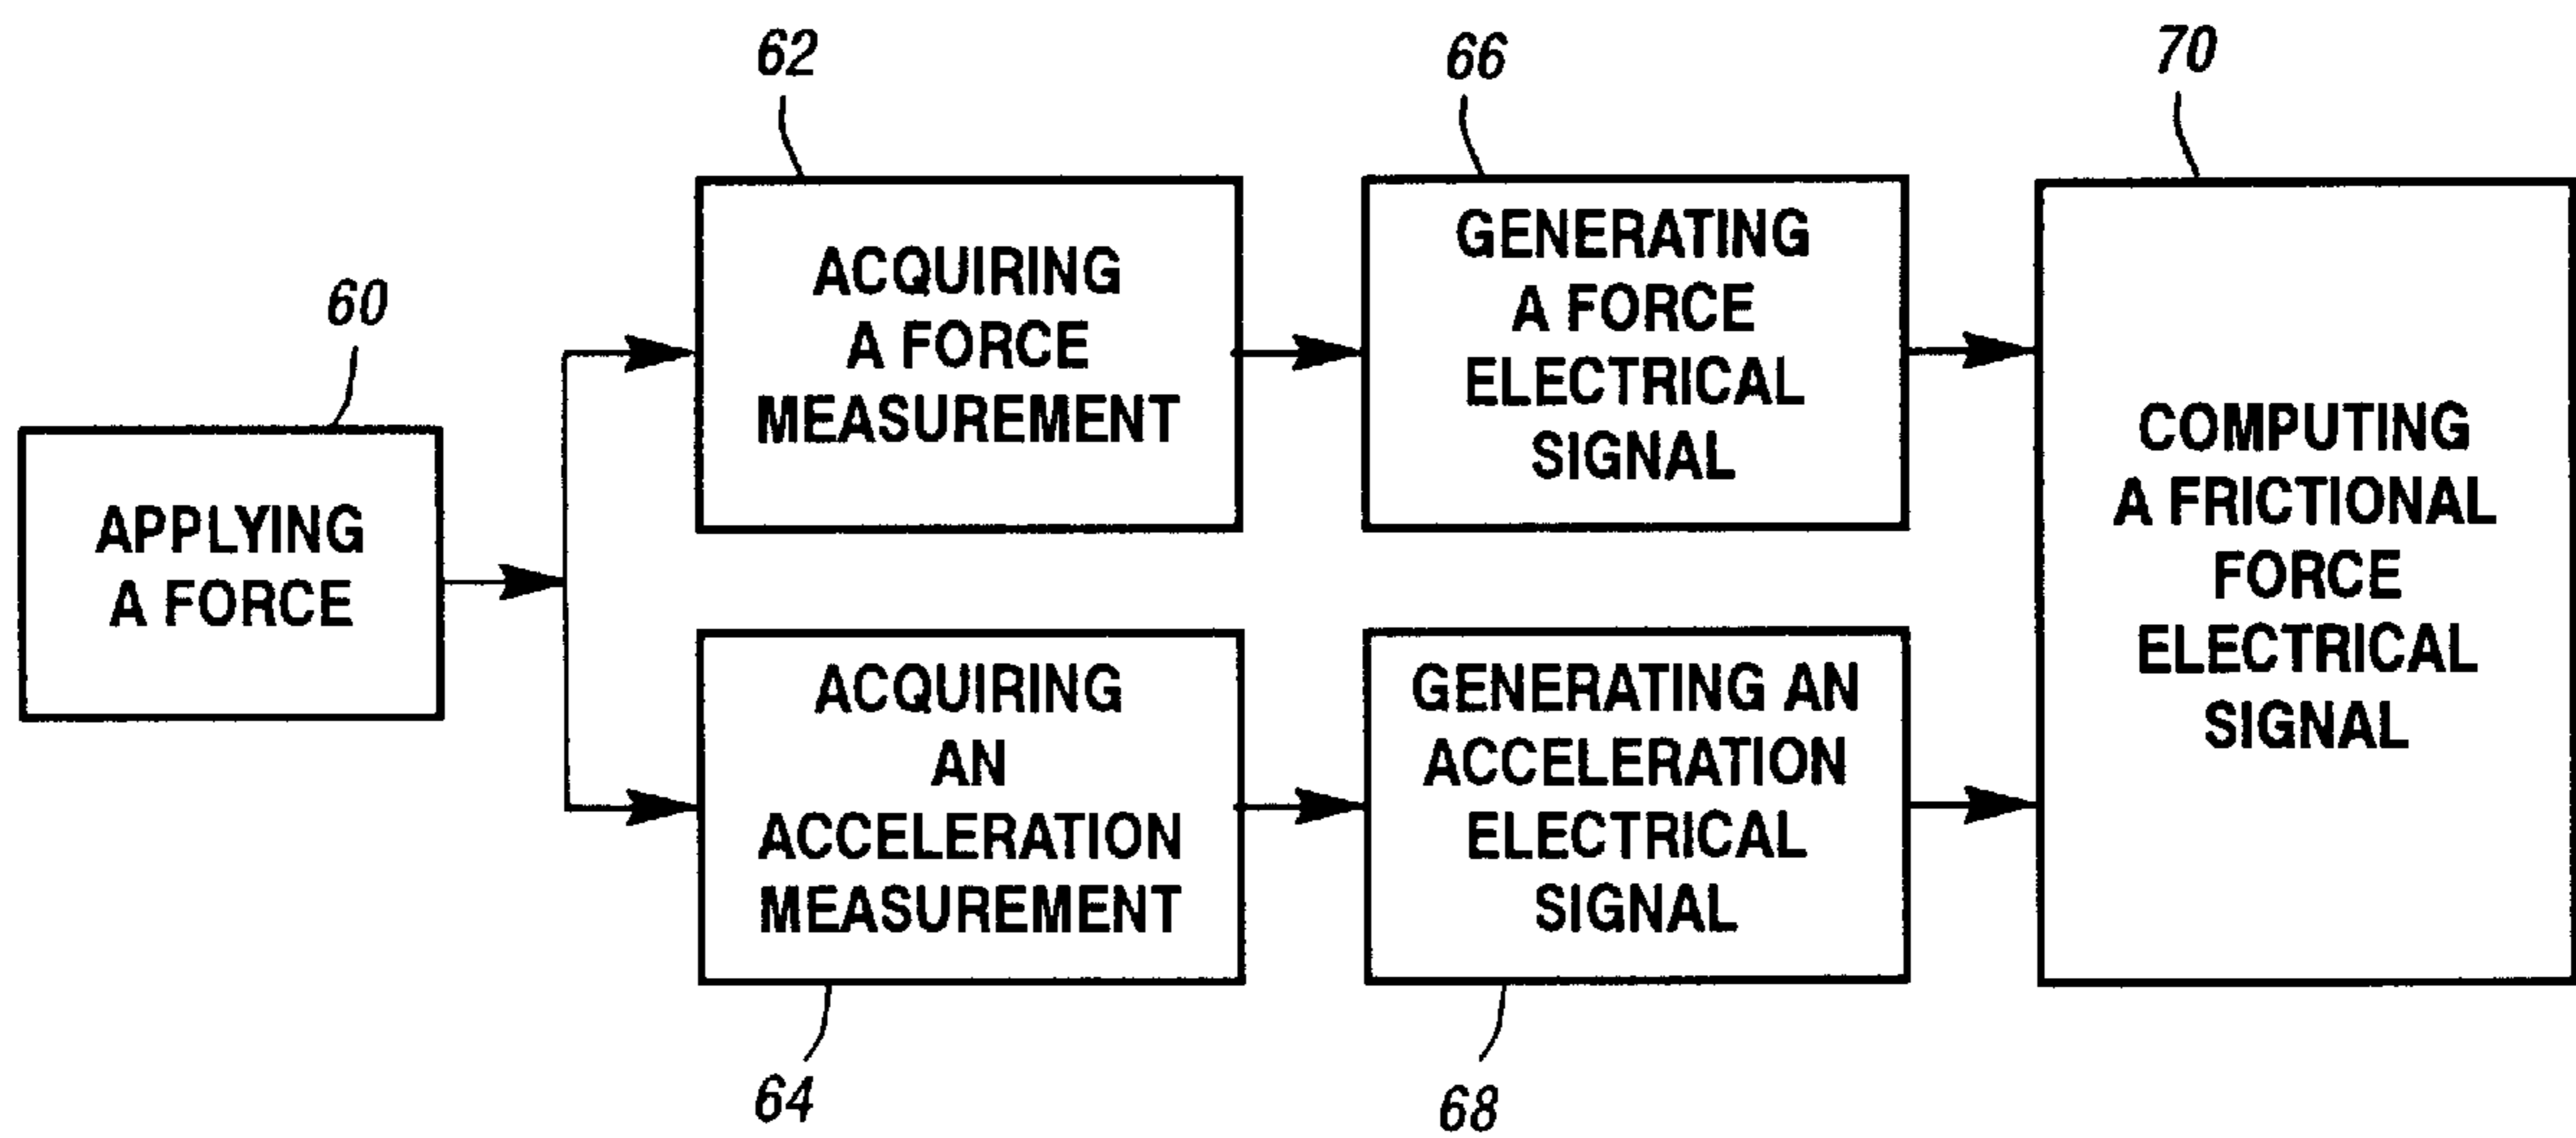 60
APPLYING
A FORCE
62
ACQUIRING
A FORCE
MEASUREMENT
64
ACQUIRING
AN
ACCELERATION
MEASUREMENT
66
GENERATING
A FORCE
ELECTRICAL
SIGNAL
68
GENERATING AN
ACCELERATION
ELECTRICAL
SIGNAL
70
COMPUTING
A FRICTIONAL
FORCE
ELECTRICAL
SIGNAL